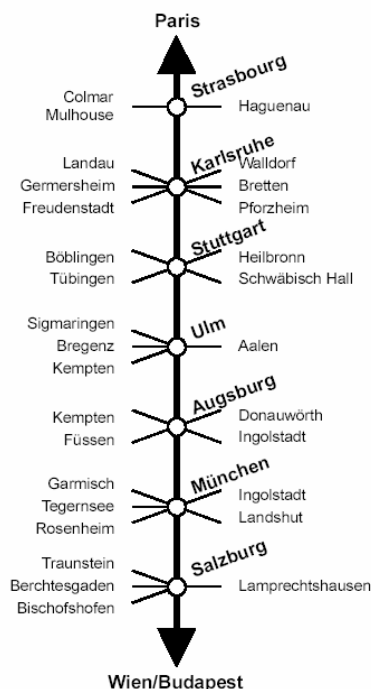 Paris
Strasbourg
Colmar
Mulhouse
Haguenau
Karlsruhe
Landau
Germersheim
Freudenstadt
Walldorf
Bretten
Pforzheim
Stuttgart
Böblingen
Tübingen
Heilbronn
Schwäbisch Hall
Ulm
Sigmaringen
Bregenz
Kempten
Aalen
Augsburg
Kempten
Füssen
Donauwörth
Ingolstadt
München
Garmisch
Tegernsee
Rosenheim
Ingolstadt
Landshut
Salzburg
Traunstein
Berchtesgaden
Bischofshofen
Lamprechtshausen
Wien/Budapest